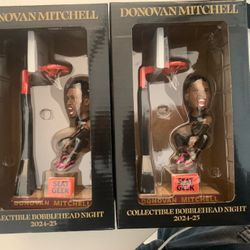 DONOVAN MITCHELL
SEAT
GEEK
DONOVAN MITCHELL
COLLECTIBLE BOBBLEHEAD NIGHT
2024-25
DONOVAN MITCHELL
SEAT
GEEK
DONOVAN MITCHELL
COLLECTIBLE BOBBLEHEAD NIGHT
2024-25